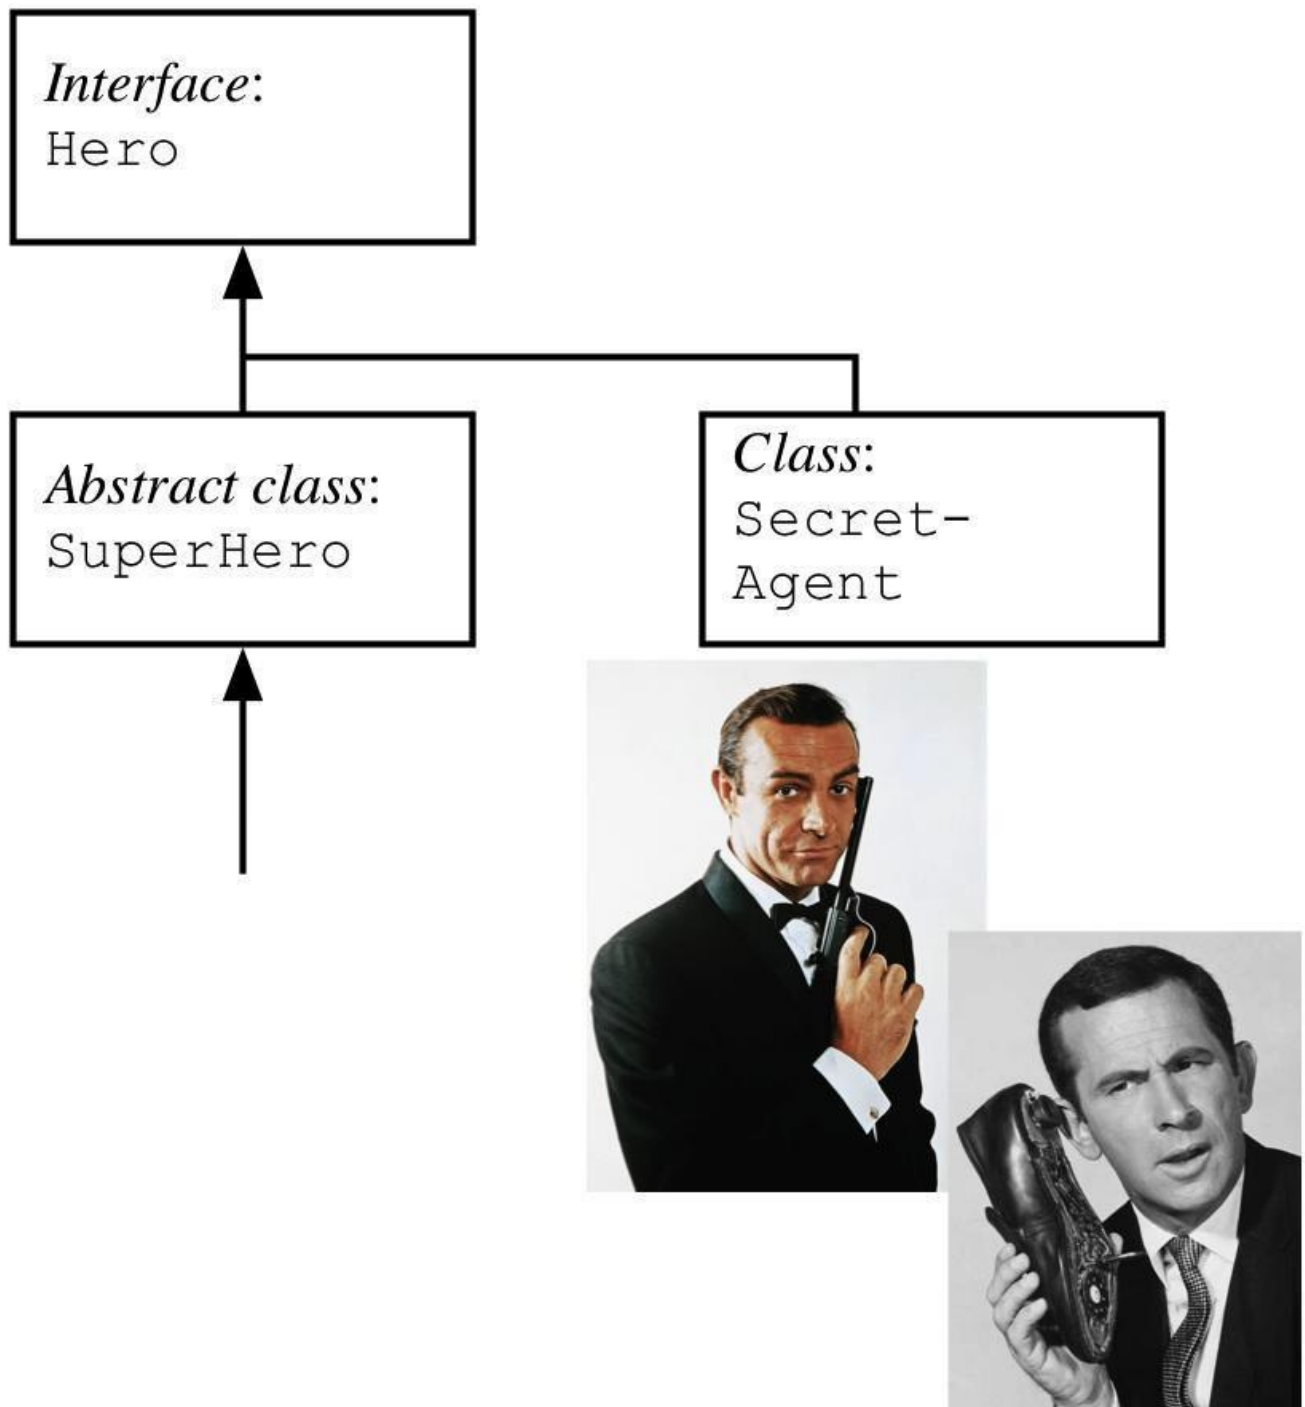 Interface:
Hero
Abstract class:
SuperHero
Class:
Secret-
Agent